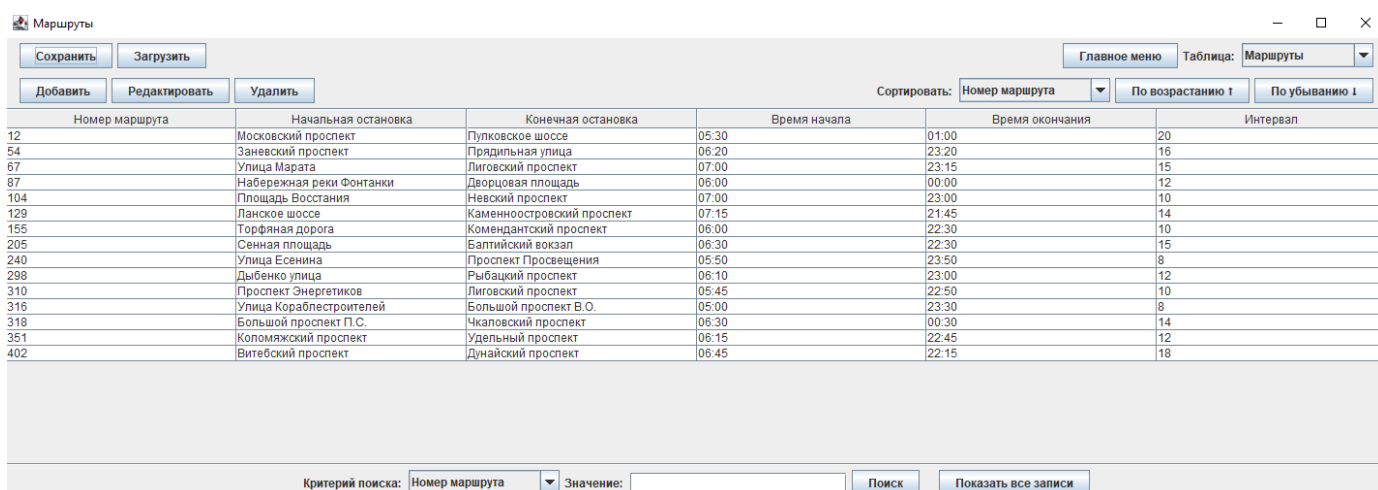 Маршруты
Сохранить Загрузить Главное меню Таблица: Маршруты
Добавить Редактировать Удалить Сортировать: Номер маршрута По возрастанию ↑ По убыванию ↓
Номер маршрута Начальная остановка Конечная остановка Время начала Время окончания Интервал
12 Московский проспект Пулковское шоссе 05:30 01:00 20
54 Заневский проспект Прядильная улица 06:20 23:20 16
67 Улица Марата Лиговский проспект 07:00 23:15 15
87 Набережная реки Фонтанки Дворцовая площадь 06:00 00:00 12
104 Площадь Восстания Невский проспект 07:00 23:00 10
129 Ланское шоссе Каменноостровский проспект 07:15 21:45 14
155 Торфяная дорога Комендантский проспект 06:00 22:30 10
205 Сенная площадь Балтийский вокзал 06:30 22:30 15
240 Улица Есенина Проспект Просвещения 05:50 23:50 8
298 Дыбенко улица Рыбацкий проспект 06:10 23:00 12
310 Проспект Энергетиков Лиговский проспект 05:45 22:50 10
316 Улица Кораблестроителей Большой проспект В.О. 05:00 23:30 8
318 Большой проспект П.С. Чкаловский проспект 06:30 00:30 14
351 Коломяжский проспект Удельный проспект 06:15 22:45 12
402 Витебский проспект Дунайский проспект 06:45 22:15 18
Критерий поиска: Номер маршрута Значение: Поиск Показать все записи